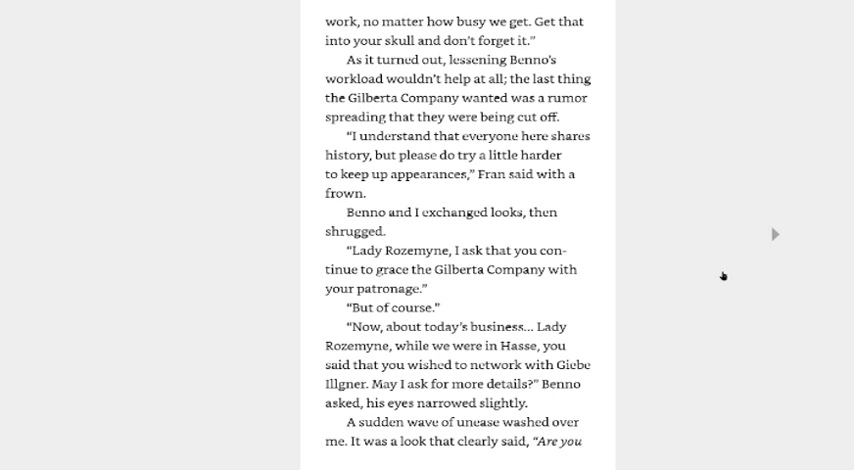 work, no matter how busy we get. Get that
into your skull and don't forget it.”
As it turned out, lessening Benno's
workload wouldn't help at all; the last thing
the Gilberta Company wanted was a rumor
spreading that they were being cut off.
“I understand that everyone here shares
history, but please do try a little harder
to keep up appearances,” Fran said with a
frown.
Benno and I exchanged looks, then
shrugged.
“Lady Rozemyne, I ask that you con-
tinue to grace the Gilberta Company with
your patronage.”
“But of course.”
“Now, about today's business... Lady
Rozemyne, while we were in Hasse, you
said that you wished to network with Giebe
Illgner. May I ask for more details?” Benno
asked, his eyes narrowed slightly.
A sudden wave of unease washed over
me. It was a look that clearly said, “Are you